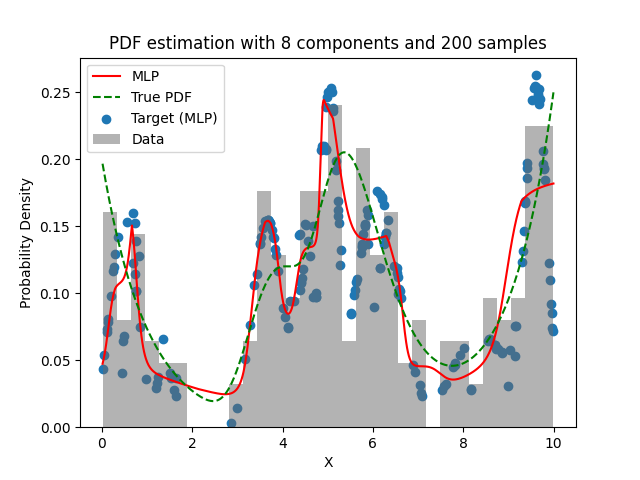 PDF estimation with 8 components and 200 samples
MLP
True PDF
Target (MLP)
Data
0.25
0.20
0.15
0.10
0.05
0.00
Probability Density
0 2 4 6 8 10
X